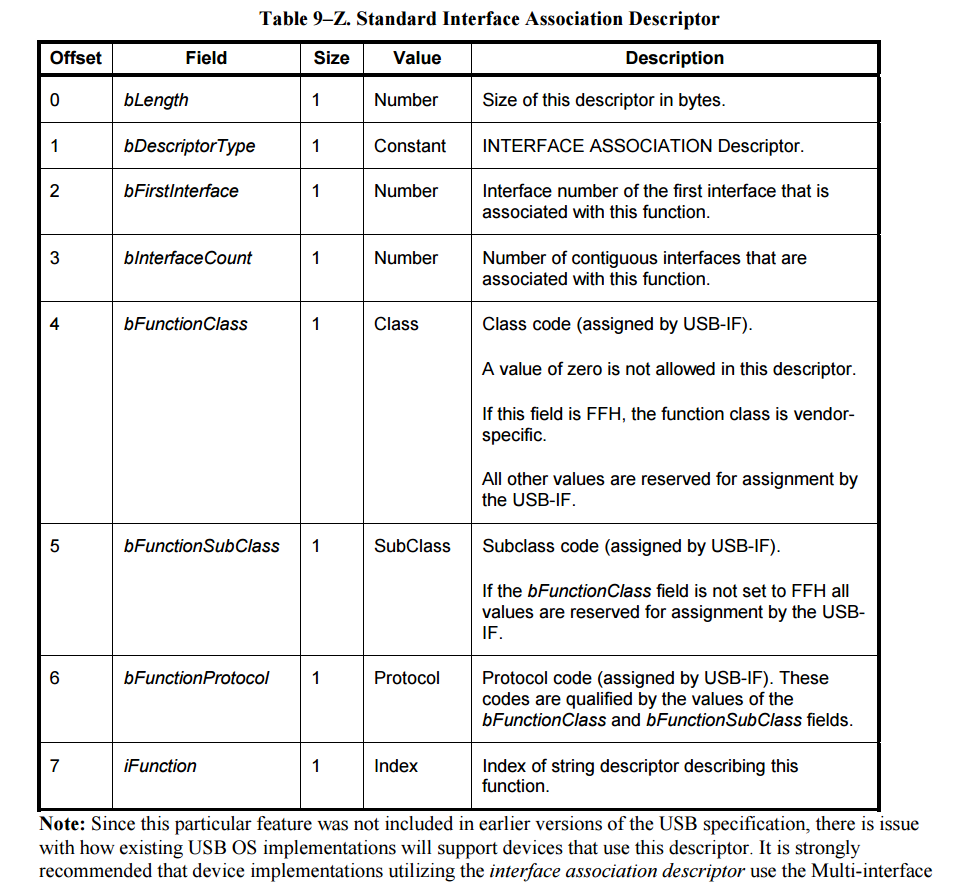 Table 9–Z. Standard Interface Association Descriptor
Offset Field Size Value Description
0 bLength 1 Number Size of this descriptor in bytes.
1 bDescriptorType 1 Constant INTERFACE ASSOCIATION Descriptor.
2 bFirstInterface 1 Number Interface number of the first interface that is
associated with this function.
3 bInterfaceCount 1 Number Number of contiguous interfaces that are
associated with this function.
4 bFunctionClass 1 Class Class code (assigned by USB-IF).
A value of zero is not allowed in this descriptor.
If this field is FFH, the function class is vendor-
specific.
All other values are reserved for assignment by
the USB-IF.
5 bFunctionSubClass 1 SubClass Subclass code (assigned by USB-IF).
If the bFunctionClass field is not set to FFH all
values are reserved for assignment by the USB-
IF.
6 bFunctionProtocol 1 Protocol Protocol code (assigned by USB-IF). These
codes are qualified by the values of the
bFunctionClass and bFunctionSubClass fields.
7 iFunction 1 Index Index of string descriptor describing this
function.
Note: Since this particular feature was not included in earlier versions of the USB specification, there is issue
with how existing USB OS implementations will support devices that use this descriptor. It is strongly
recommended that device implementations utilizing the interface association descriptor use the Multi-interface